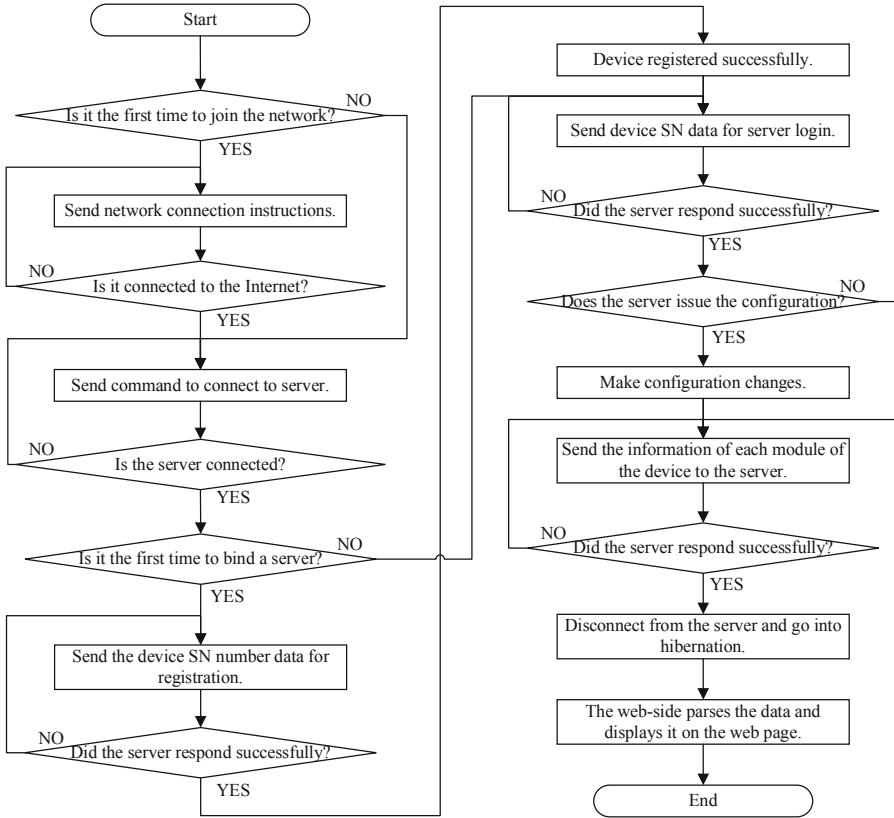 Start
Is it the first time to join the network?
NO
YES
Send network connection instructions.
NO
Is it connected to the Internet?
YES
Send command to connect to server.
NO
Is the server connected?
YES
Is it the first time to bind a server?
NO
YES
Send the device SN number data for
registration.
NO
Did the server respond successfully?
YES
Device registered successfully.
Send device SN data for server login.
NO
Did the server respond successfully?
YES
NO
Does the server issue the configuration?
YES
Make configuration changes.
Send the information of each module of
the device to the server.
NO
Did the server respond successfully?
YES
Disconnect from the server and go into
hibernation.
The web-side parses the data and
displays it on the web page.
End